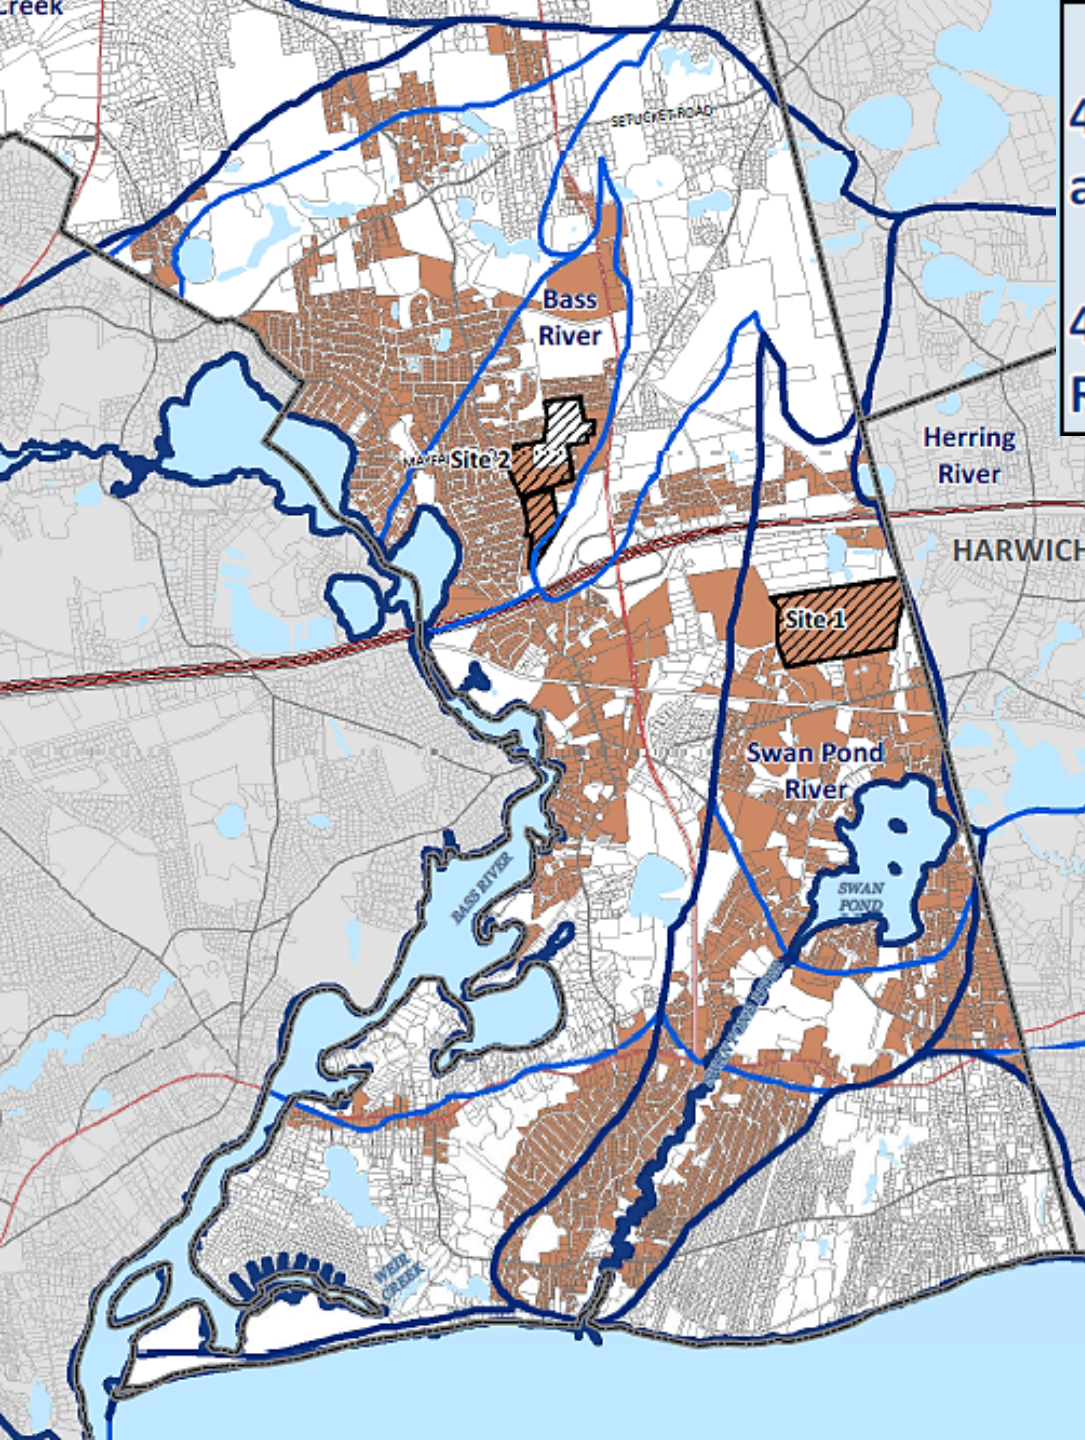 Creek
SETUCKET ROAD
a
4
R
Bass
River
Site 2
Herring
River
HARWICH
Site 1
Swan Pond
River
BASS RIVER
SWAN
POND
WEIR
CREEK